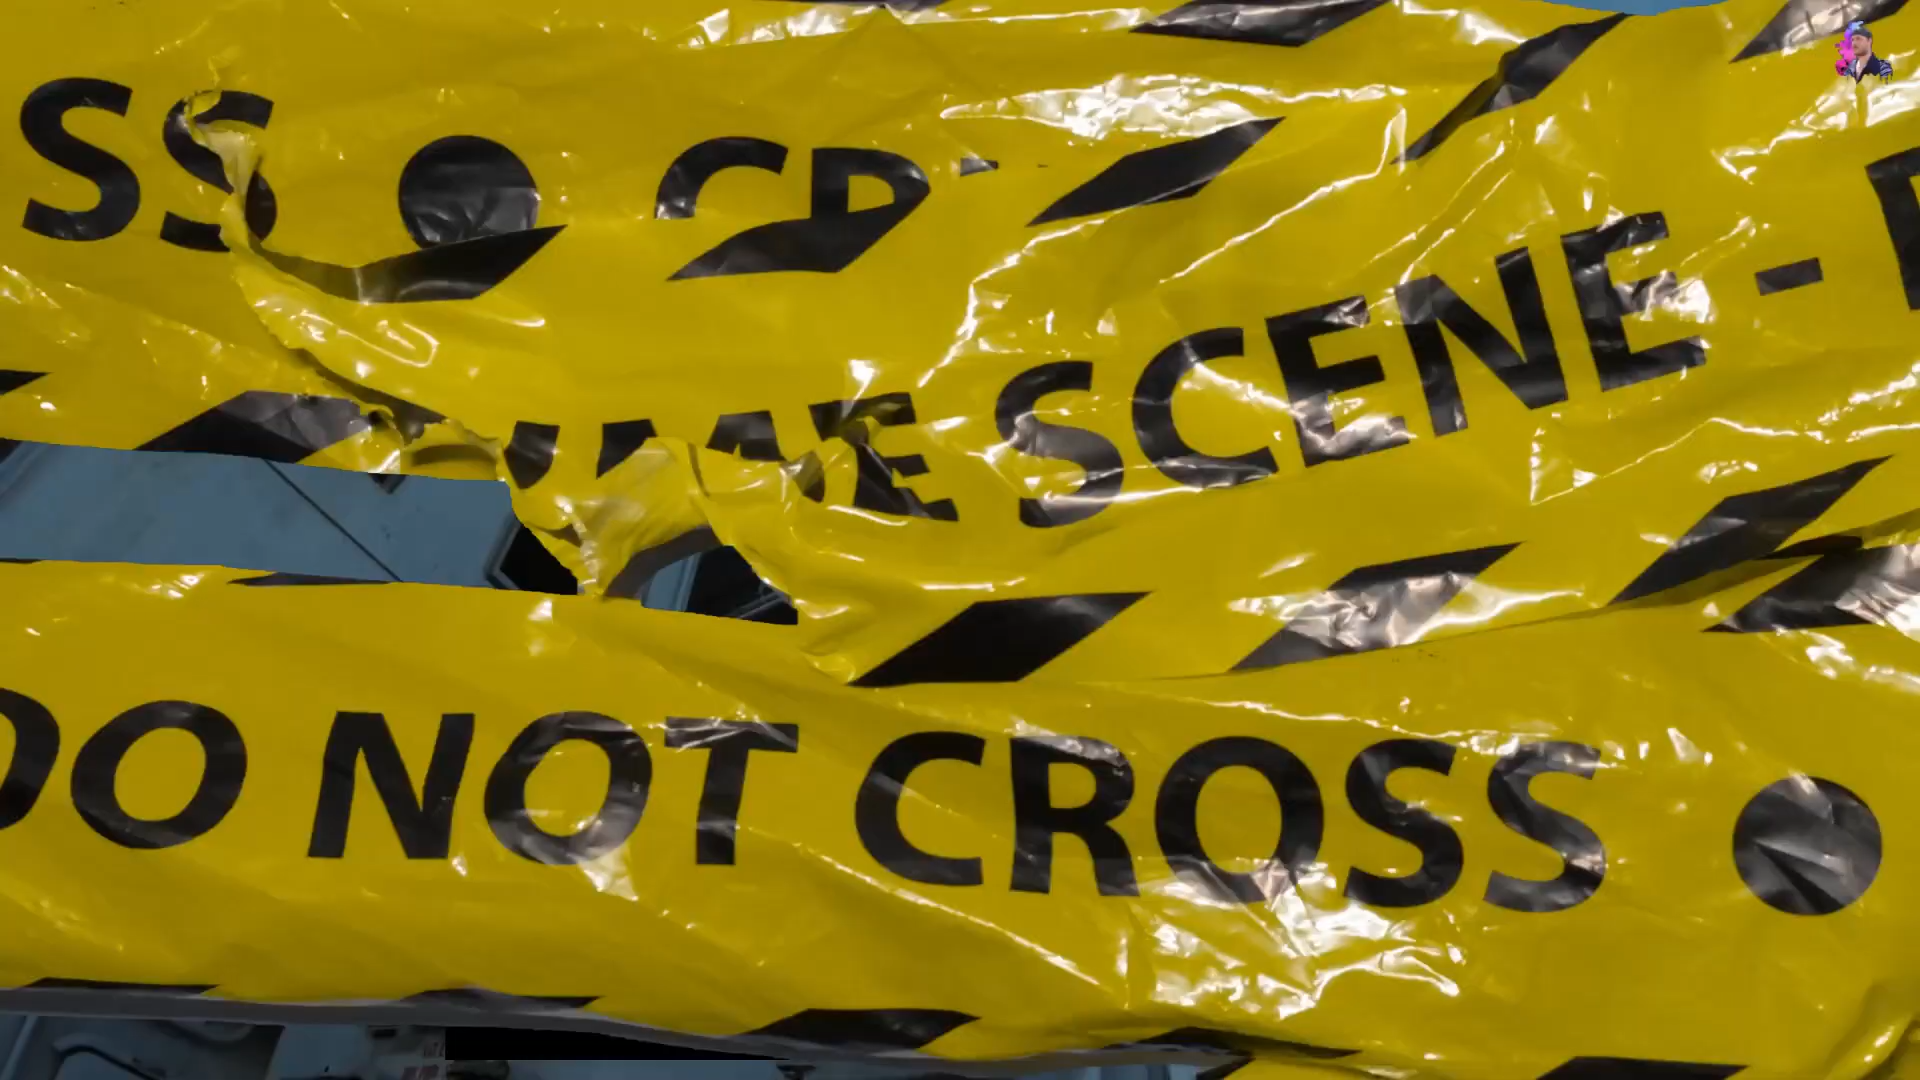 SS ●
SCENE -
DO NOT CROSS ●